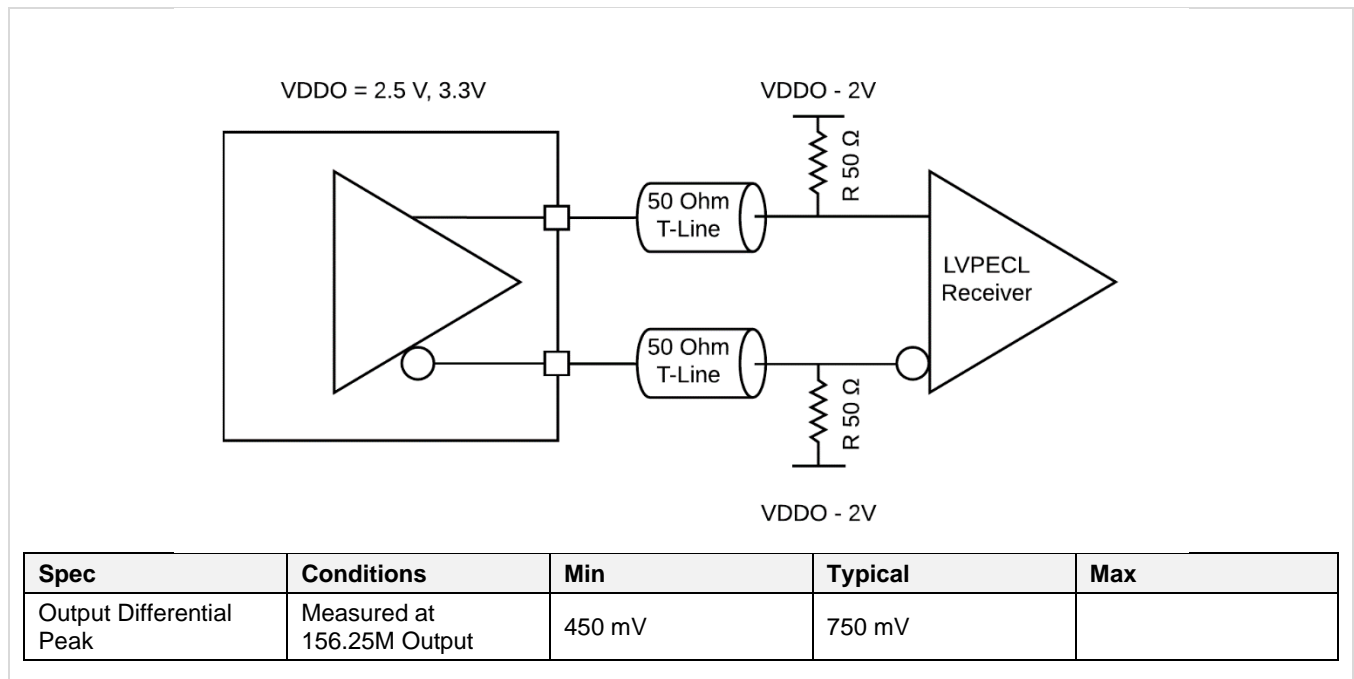 VDDO = 2.5 V, 3.3V
VDDO - 2V
R 50 Ω
50 Ohm
T-Line
LVPECL
Receiver
50 Ohm
T-Line
R 50 Ω
VDDO - 2V
Spec Conditions Min Typical Max
Output Differential
Peak
Measured at
156.25M Output
450 mV
750 mV